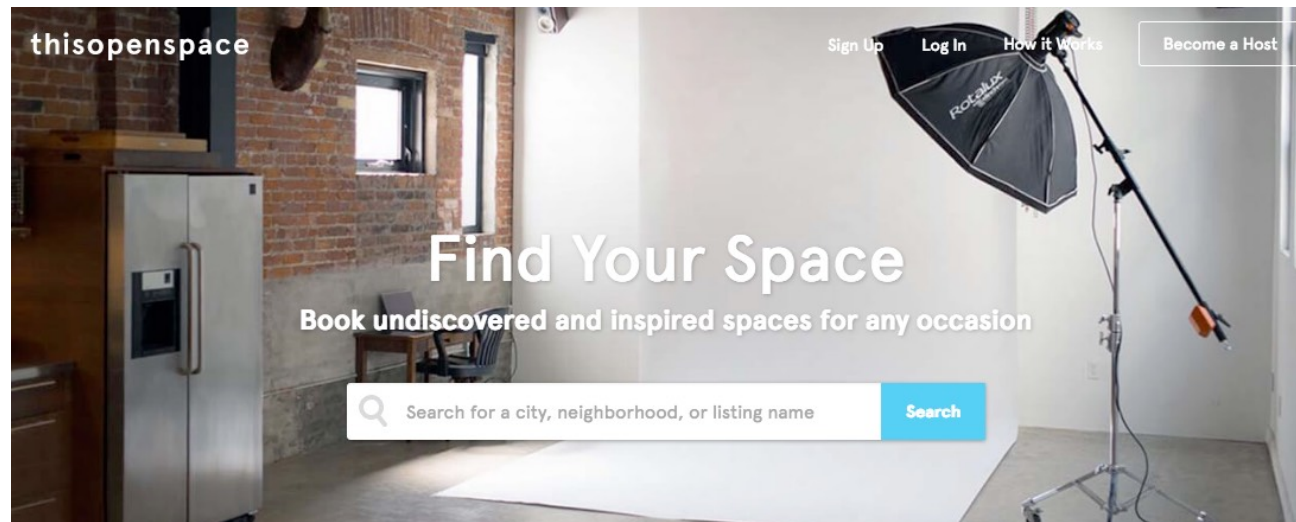 thisopenspace
Sign Up
Log In
How it Works
Become a Host
Rotalux
Find Your Space
Book undiscovered and inspired spaces for any occasion
Search for a city, neighborhood, or listing name
Search